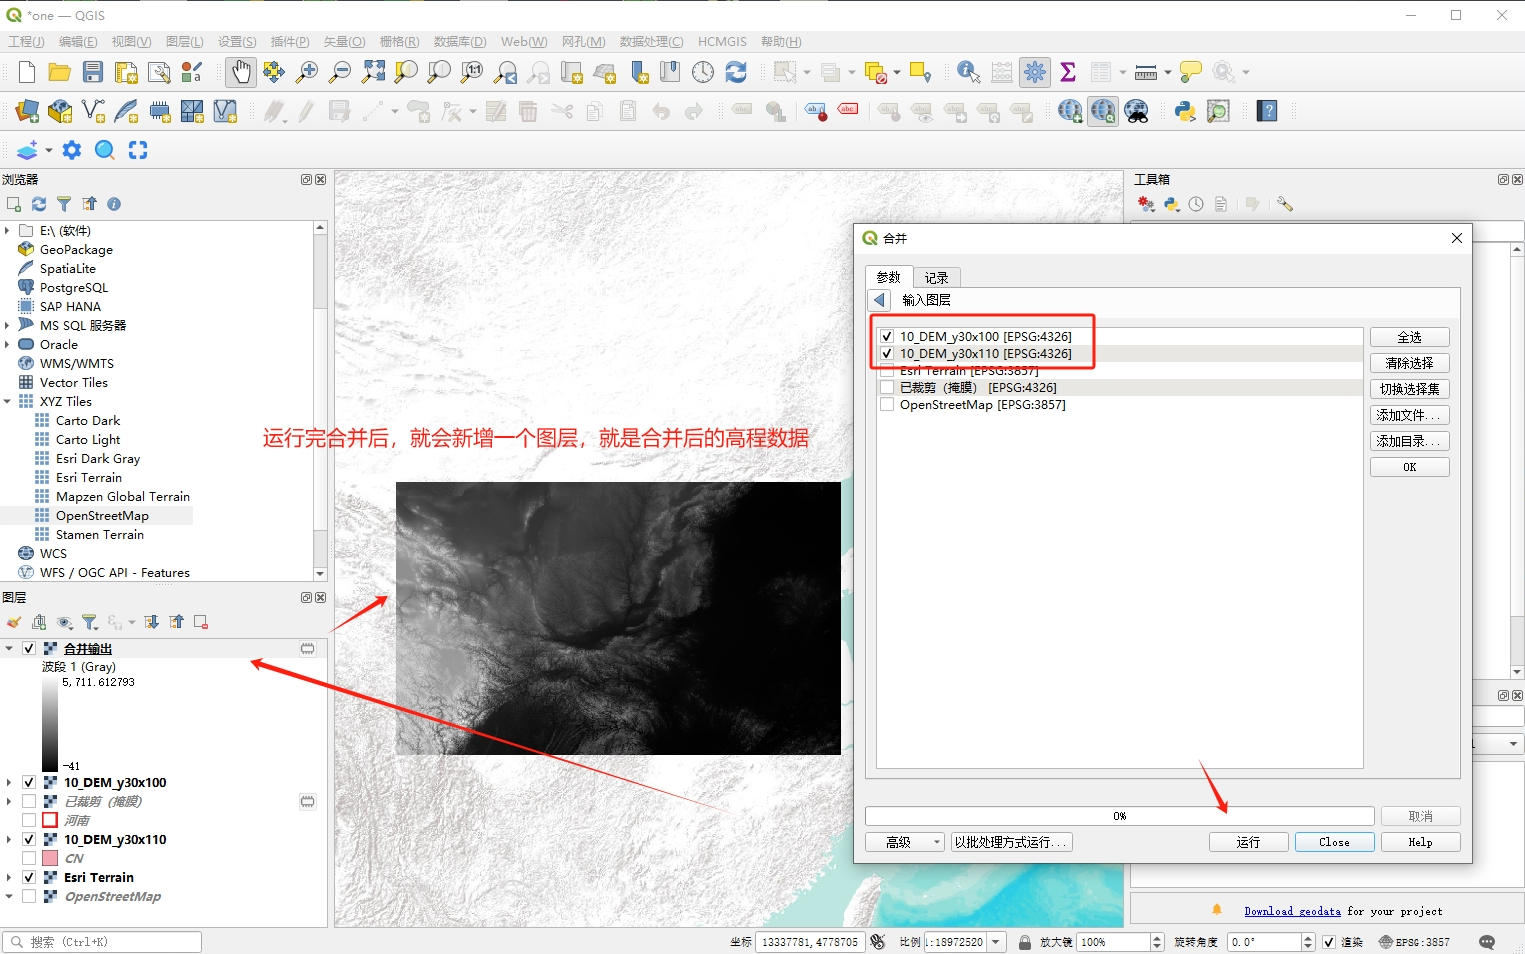 *one — QGIS
工程(J) 编辑(E) 视图(V) 图层(L) 设置(S) 插件(P) 矢量(O) 栅格(R) 数据库(D) Web(W) 网孔(M) 数据处理(C) HCMGIS 帮助(H)
浏览器
E:\ (软件)
GeoPackage
SpatiaLite
PostgreSQL
SAP HANA
MS SQL 服务器
Oracle
WMS/WMTS
Vector Tiles
XYZ Tiles
Carto Dark
Carto Light
Esri Dark Gray
Esri Terrain
Mapzen Global Terrain
OpenStreetMap
Stamen Terrain
WCS
WFS / OGC API - Features
图层
合并输出
波段 1 (Gray)
5,711.612793
-41
10_DEM_y30x100
已裁剪（掩膜）
河南
10_DEM_y30x110
CN
Esri Terrain
OpenStreetMap
运行完合并后，就会新增一个图层，就是合并后的高程数据
工具箱
合并
参数 记录
输入图层
10_DEM_y30x100 [EPSG:4326]
10_DEM_y30x110 [EPSG:4326]
Esri Terrain [EPSG:3857]
已裁剪（掩膜） [EPSG:4326]
OpenStreetMap [EPSG:3857]
全选
清除选择
切换选择集
添加文件...
添加目录...
OK
0%
取消
高级 以批处理方式运行... 运行 Close Help
Download geodata for your project
搜索 (Ctrl+K) 坐标 13337781, 4778705 比例 1:18972520 放大镜 100% 旋转角度 0.0° 渲染 EPSG:3857